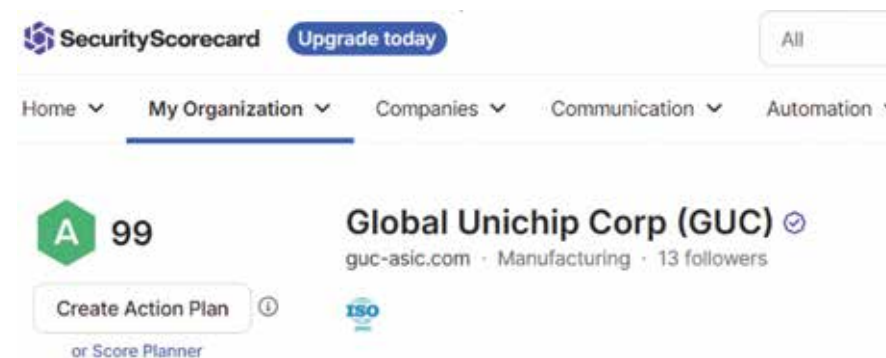 SecurityScorecard Upgrade today All
Home My Organization Companies Communication Automation
A 99 Global Unichip Corp (GUC)
guc-asic.com · Manufacturing · 13 followers
Create Action Plan ISO
or Score Planner